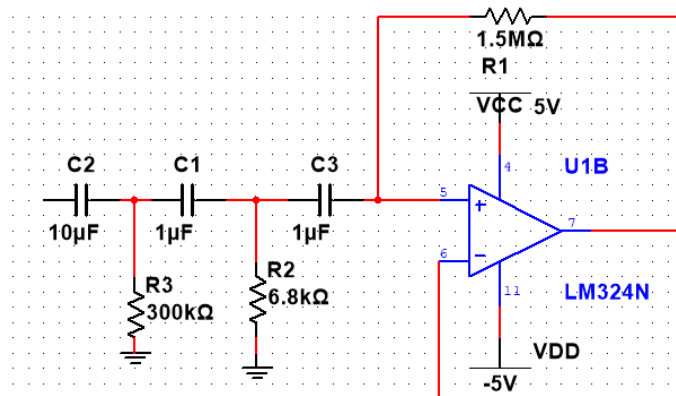 1.5MΩ
R1
VCC 5V
4
U1B
C2
C1
C3
5
7
10µF
1µF
1µF
6
R3
300kΩ
R2
6.8kΩ
11
LM324N
VDD
-5V